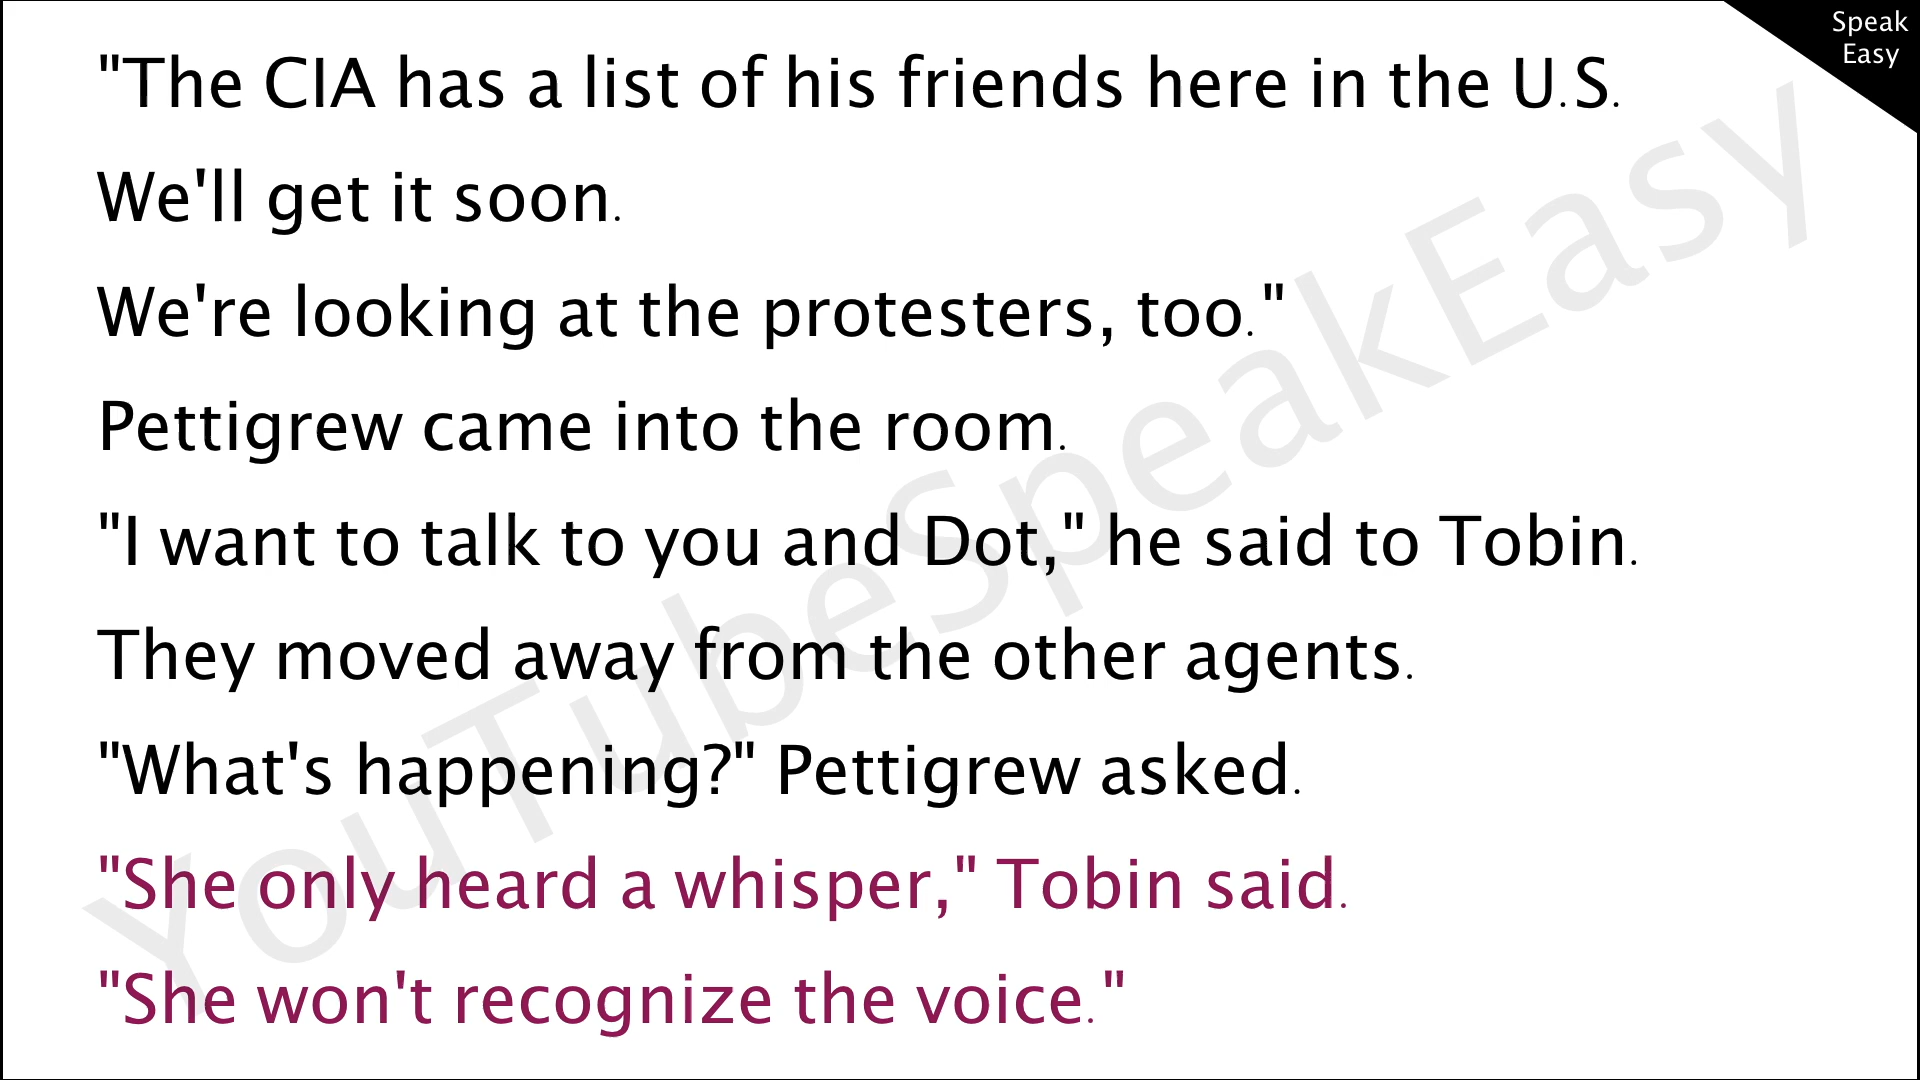 Speak
Easy
"The CIA has a list of his friends here in the U.S.
We'll get it soon.
We're looking at the protesters, too."
Pettigrew came into the room.
"I want to talk to you and Dot," he said to Tobin.
They moved away from the other agents.
"What's happening?" Pettigrew asked.
"She only heard a whisper," Tobin said.
"She won't recognize the voice."
YouTubeSpeakEasy